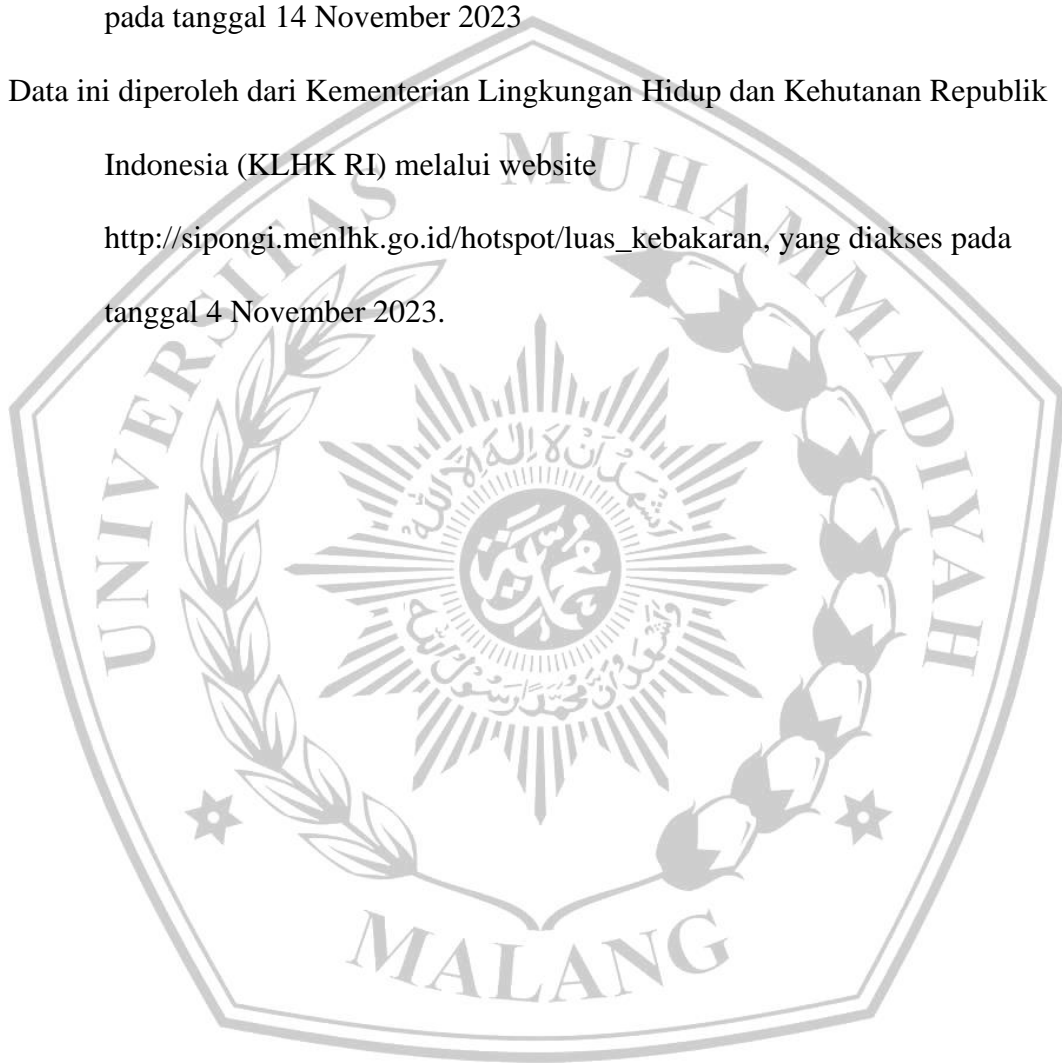 pada tanggal 14 November 2023
Data ini diperoleh dari Kementerian Lingkungan Hidup dan Kehutanan Republik
Indonesia (KLHK RI) melalui website
http://sipongi.menlhk.go.id/hotspot/luas_kebakaran, yang diakses pada
tanggal 4 November 2023.
UNIVERSITAS MUHAMMADIYAH
MALANG